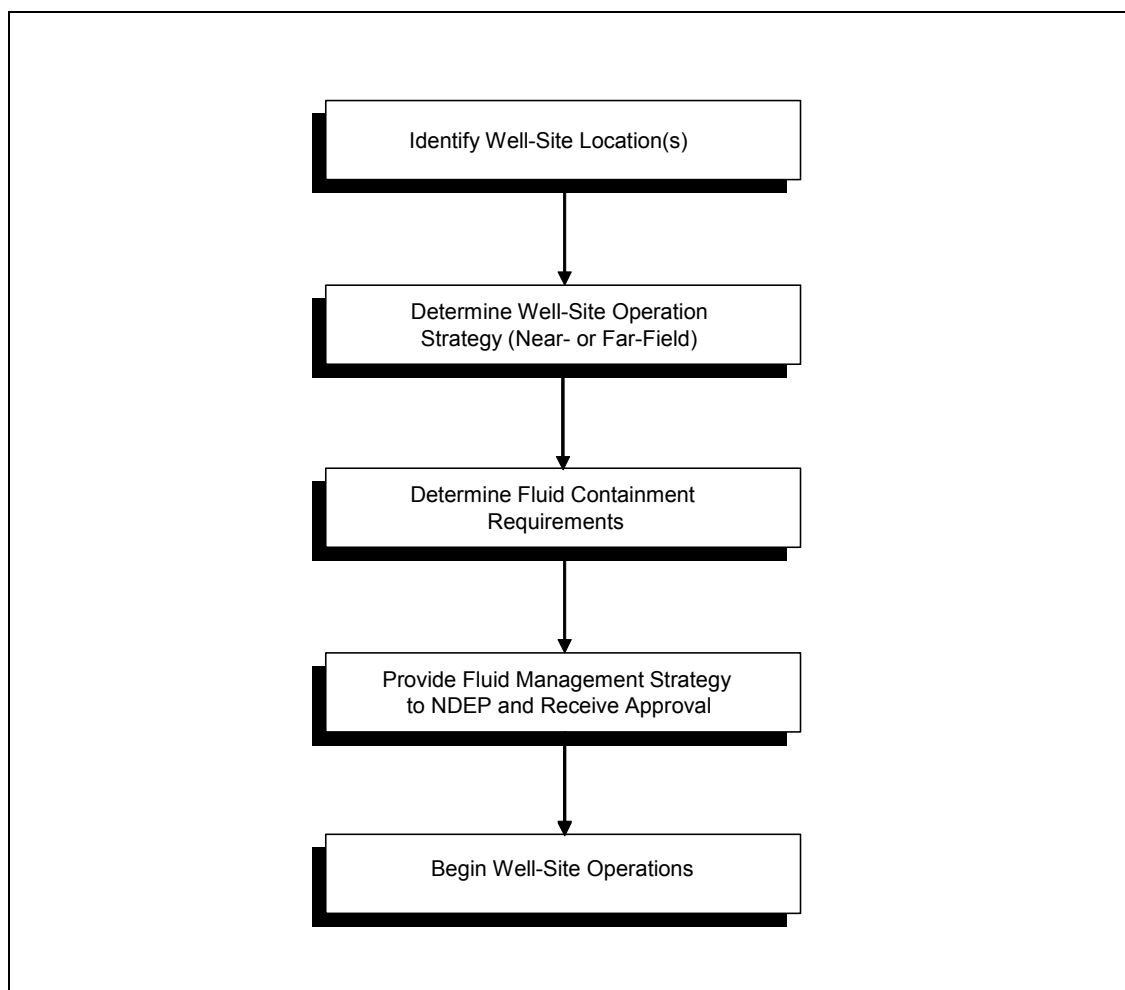 Identify Well-Site Location(s)
Determine Well-Site Operation
Strategy (Near- or Far-Field)
Determine Fluid Containment
Requirements
Provide Fluid Management Strategy
to NDEP and Receive Approval
Begin Well-Site Operations